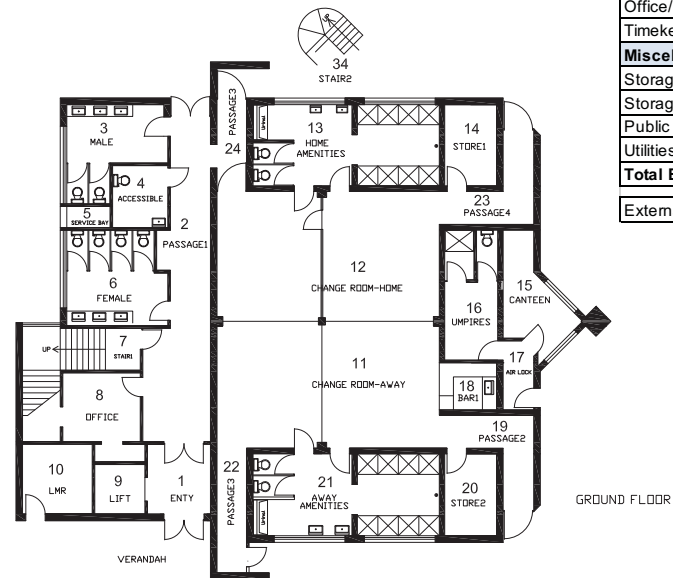 Office/
Timeke
Miscel
Storag
Storag
Public
Utilities
Total E
Extern
34
STAIR2
PASSAGE3
24
3
MALE
13
HOME
AMENITIES
Urinal
14
STORE1
4
ACCESSIBLE
5
SERVICE BAY
2
PASSAGE1
23
PASSAGE4
6
FEMALE
12
CHANGE ROOM-HOME
15
CANTEEN
16
UMPIRES
UP
7
STAIR1
11
CHANGE ROOM-AWAY
17
AIR LOCK
18
BAR1
8
OFFICE
19
PASSAGE2
10
LMR
9
LIFT
1
ENTY
22
PASSAGE3
21
AWAY
AMENITIES
Urinal
20
STORE2
GROUND FLOOR
VERANDAH